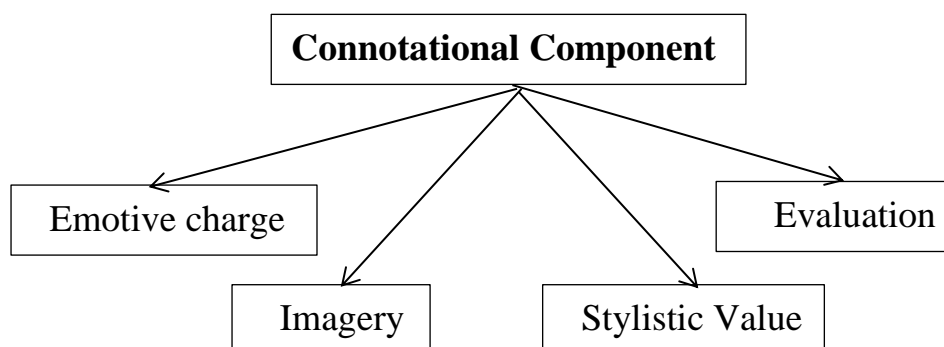 Connotational Component
Emotive charge
Evaluation
Imagery
Stylistic Value